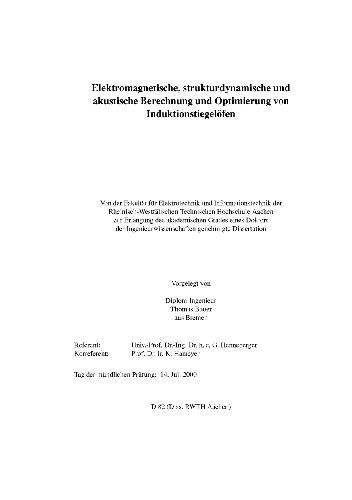 Elektromagnetische, strukturdynamische und
akustische Berechnung und Optimierung von
Induktionstiegelöfen
Von der Fakultät für Elektrotechnik und Informationstechnik der
Rheinisch-Westfälischen Technischen Hochschule Aachen
zur Erlangung des akademischen Grades eines Doktors
der Ingenieurwissenschaften genehmigte Dissertation
Vorgelegt von
Diplom-Ingenieur
Thomas Bauer
aus Bremen
Referent: Univ.-Prof. Dr.-Ing. Dr. h. c. G. Henneberger
Korreferent: Prof. Dr. Ir. K. Hameyer
Tag der mündlichen Prüfung: 14. Juli 2000
D 82 (Diss. RWTH Aachen)